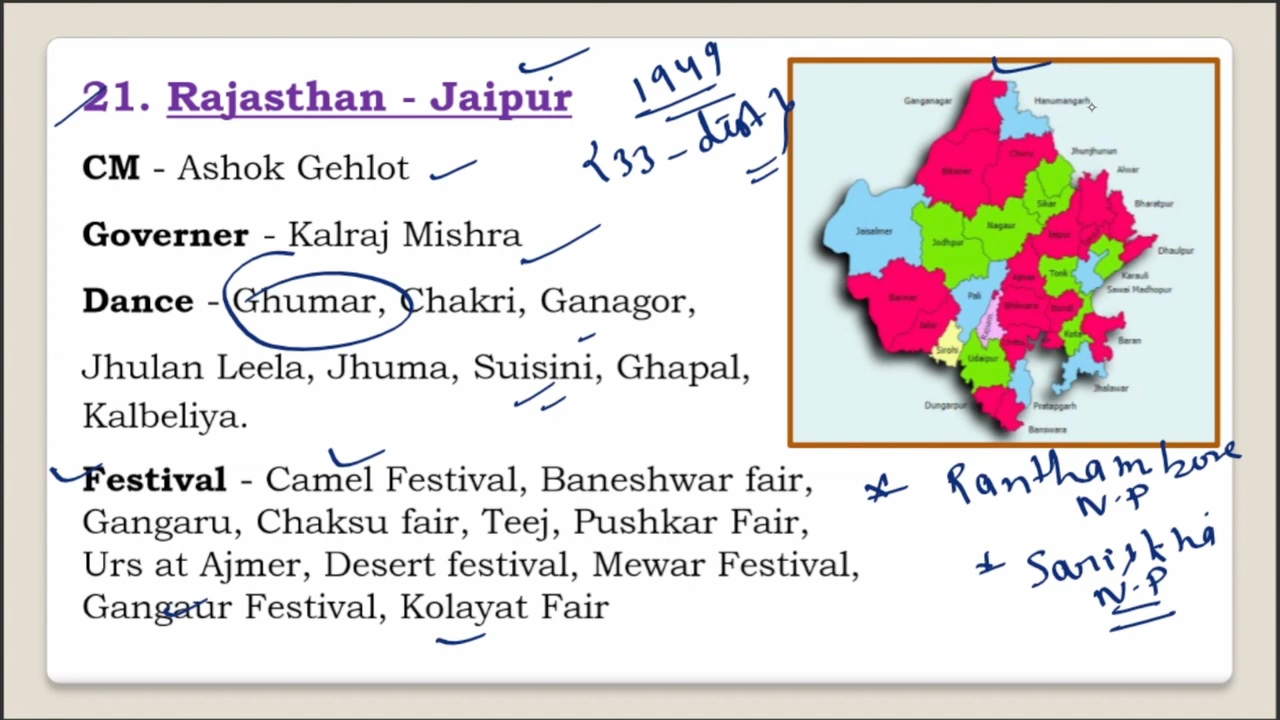 21. Rajasthan - Jaipur
1949
{33 - dist}
CM - Ashok Gehlot
Governer - Kalraj Mishra
Dance - Ghumar, Chakri, Ganagor,
Jhulan Leela, Jhuma, Suisini, Ghapal,
Kalbeliya.
Festival - Camel Festival, Baneshwar fair,
Gangaru, Chaksu fair, Teej, Pushkar Fair,
Urs at Ajmer, Desert festival, Mewar Festival,
Gangaur Festival, Kolayat Fair
Ganganagar
Hanumangarh
Churu
Jhunjhunun
Bikaner
Alwar
Sikar
Bharatpur
Jaisalmer
Nagaur
Jaipur
Jodhpur
Dhaulpur
Ajmer
Tonk
Karauli
Sawai Madhopur
Barmer
Pali
Bhilwara
Bundi
Jalor
Kota
Baran
Sirohi
Udaipur
Jhalawar
Dungarpur
Pratapgarh
Banswara
* Ranthambore
N.P
* Sariskha
N.P